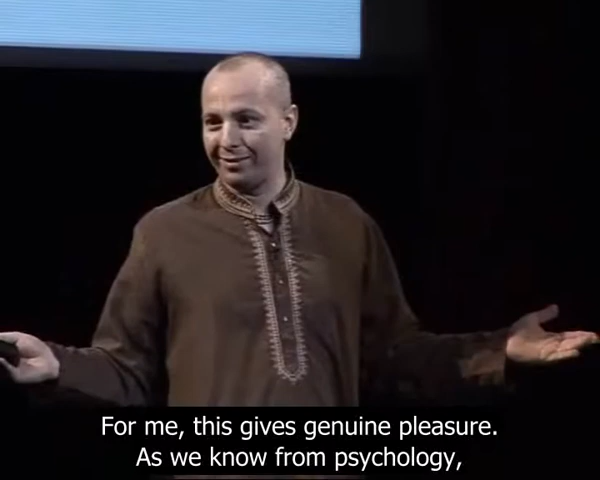 For me, this gives genuine pleasure.
As we know from psychology,